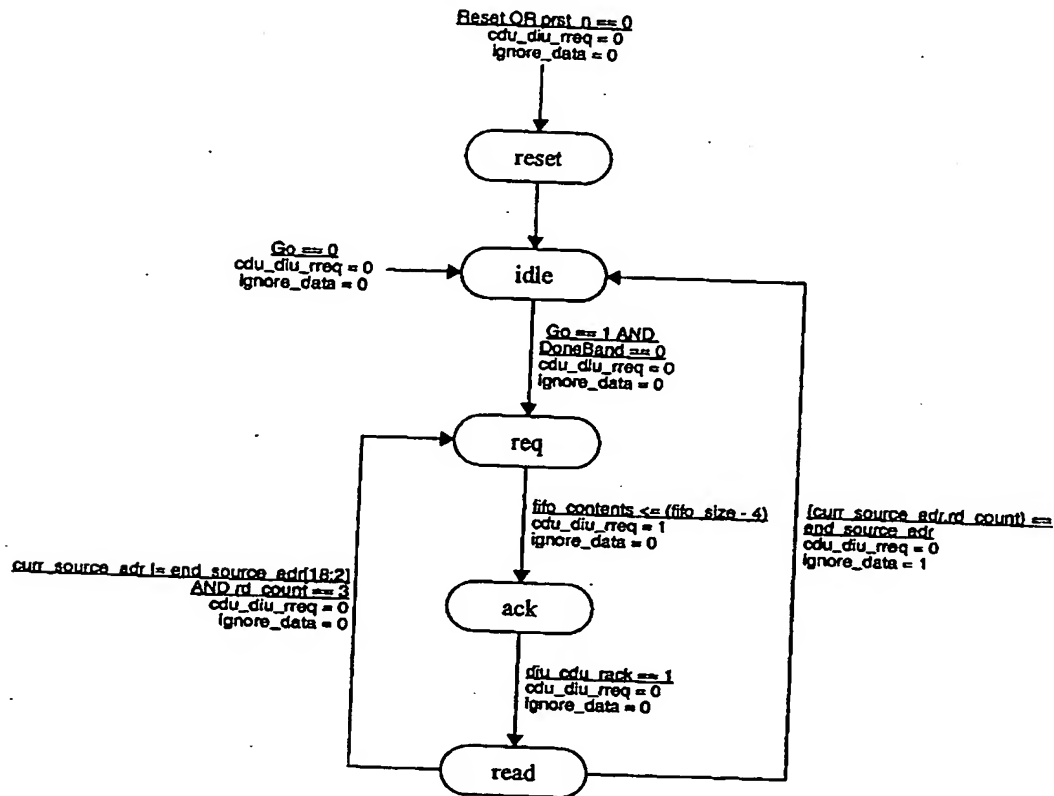 Reset OR prst_n == 0
cdu_diu_rreq = 0
ignore_data = 0
reset
Go == 0
cdu_diu_rreq = 0
ignore_data = 0
idle
Go == 1 AND
DoneBand == 0
cdu_diu_rreq = 0
ignore_data = 0
req
fifo_contents <= (fifo_size - 4)
cdu_diu_rreq = 1
ignore_data = 0
{curr_source_adr,rd_count} ==
end_source_adr
cdu_diu_rreq = 0
ignore_data = 1
curr_source_adr != end_source_adr[18:2]
AND rd_count == 3
cdu_diu_rreq = 0
ignore_data = 0
ack
diu_cdu_rack == 1
cdu_diu_rreq = 0
ignore_data = 0
read